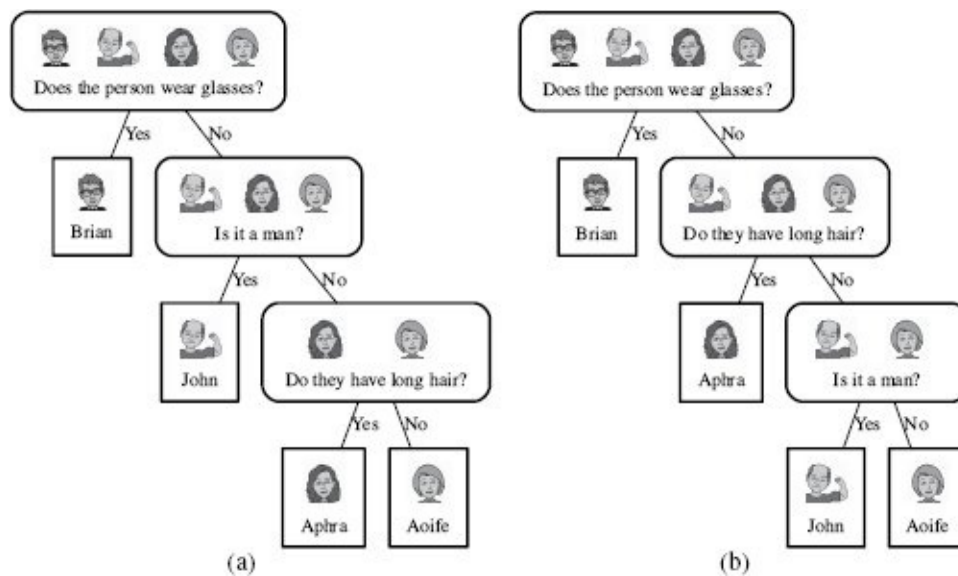 Does the person wear glasses?
Yes
No
Brian
Is it a man?
Yes
No
John
Do they have long hair?
Yes
No
Aphra
Aoife
(a)
Does the person wear glasses?
Yes
No
Brian
Do they have long hair?
Yes
No
Aphra
Is it a man?
Yes
No
John
Aoife
(b)